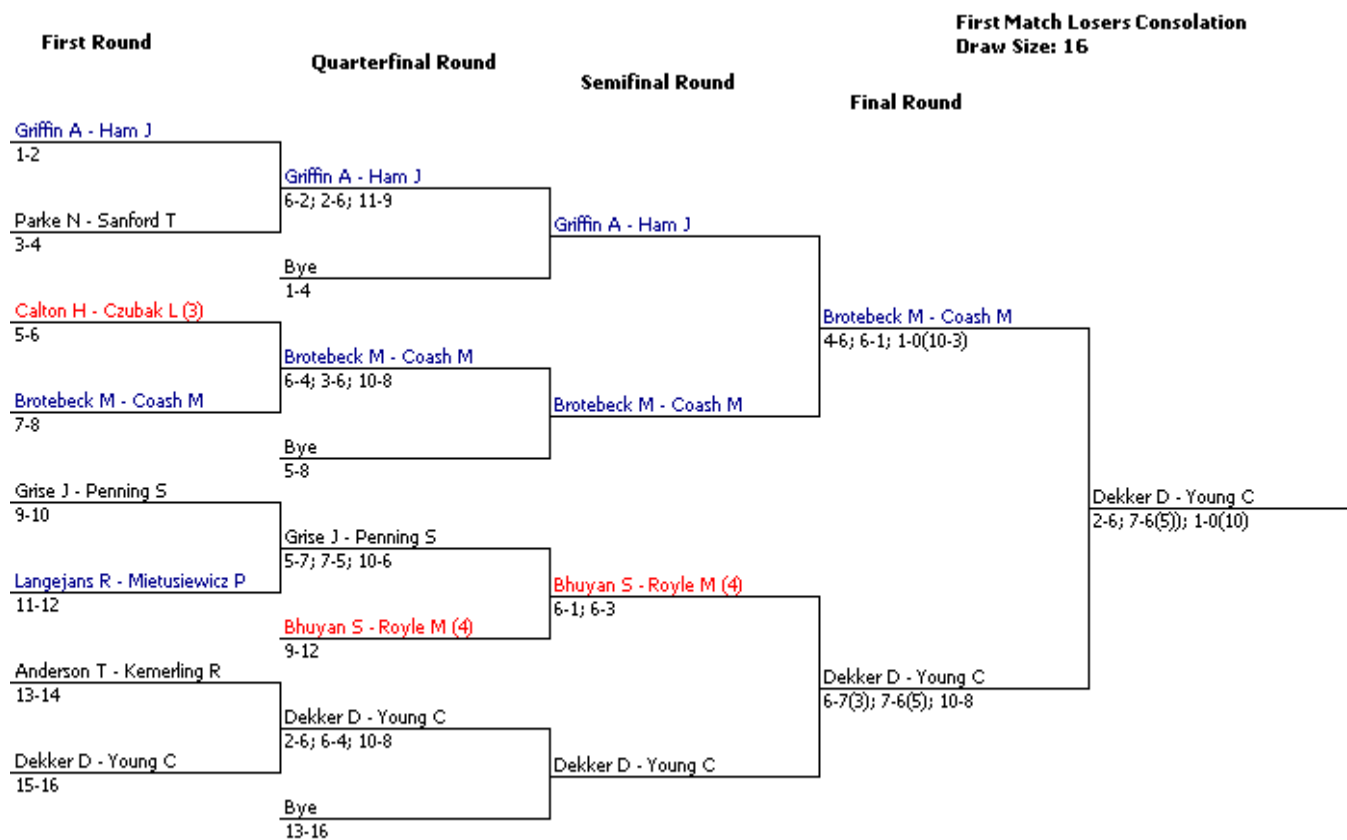 First Match Losers Consolation
Draw Size: 16
First Round
Quarterfinal Round
Semifinal Round
Final Round
Griffin A - Ham J
1-2
Parke N - Sanford T
3-4
Calton H - Czubak L (3)
5-6
Brotebeck M - Coash M
7-8
Grise J - Penning S
9-10
Langejans R - Mietusiewicz P
11-12
Anderson T - Kemerling R
13-14
Dekker D - Young C
15-16
Griffin A - Ham J
6-2; 2-6; 11-9
Bye
1-4
Brotebeck M - Coash M
6-4; 3-6; 10-8
Bye
5-8
Grise J - Penning S
5-7; 7-5; 10-6
Bhuyan S - Royle M (4)
9-12
Dekker D - Young C
2-6; 6-4; 10-8
Bye
13-16
Griffin A - Ham J
Brotebeck M - Coash M
Bhuyan S - Royle M (4)
6-1; 6-3
Dekker D - Young C
Brotebeck M - Coash M
4-6; 6-1; 1-0(10-3)
Dekker D - Young C
6-7(3); 7-6(5); 10-8
Dekker D - Young C
2-6; 7-6(5)); 1-0(10)